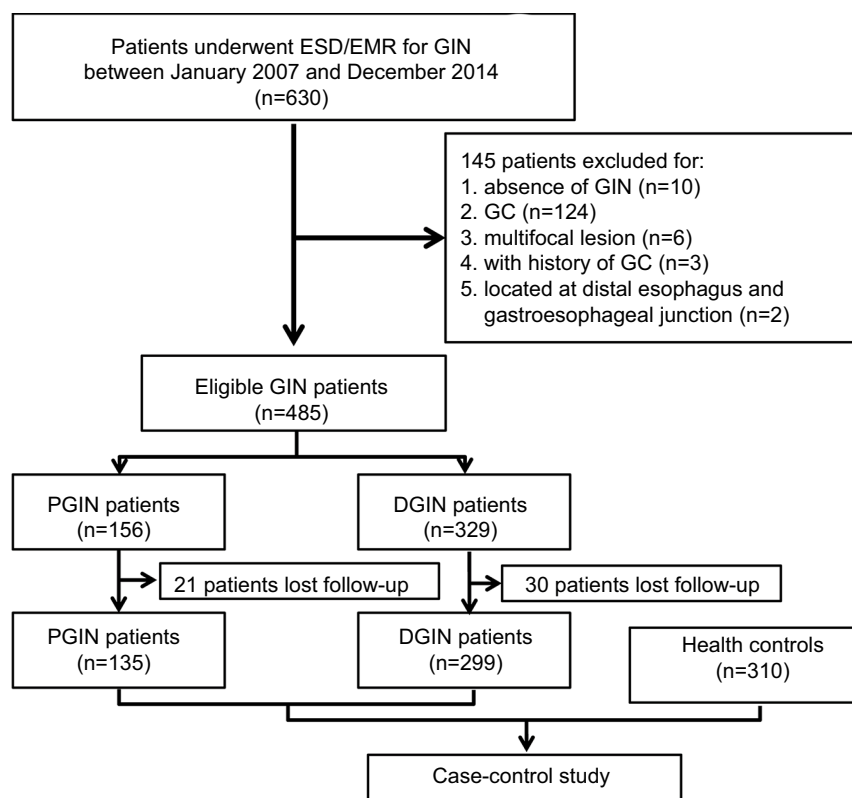 Patients underwent ESD/EMR for GIN
between January 2007 and December 2014
(n=630)
145 patients excluded for:
1. absence of GIN (n=10)
2. GC (n=124)
3. multifocal lesion (n=6)
4. with history of GC (n=3)
5. located at distal esophagus and
gastroesophageal junction (n=2)
Eligible GIN patients
(n=485)
PGIN patients
(n=156)
DGIN patients
(n=329)
21 patients lost follow-up
30 patients lost follow-up
PGIN patients
(n=135)
DGIN patients
(n=299)
Health controls
(n=310)
Case-control study